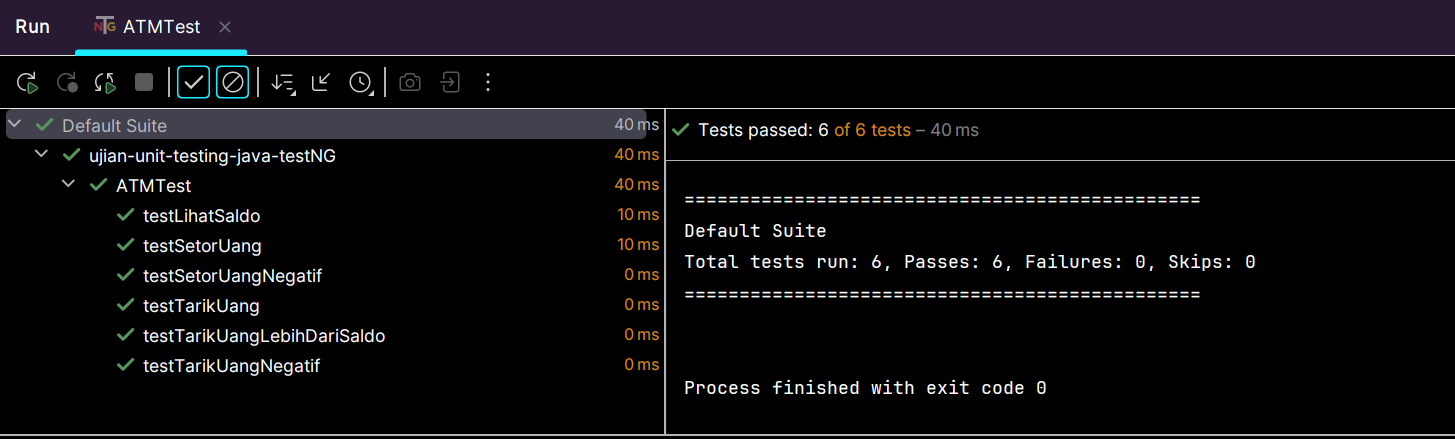 Run NTG ATMTest
Default Suite 40 ms
ujian-unit-testing-java-testNG 40 ms
ATMTest 40 ms
testLihatSaldo 10 ms
testSetorUang 10 ms
testSetorUangNegatif 0 ms
testTarikUang 0 ms
testTarikUangLebihDariSaldo 0 ms
testTarikUangNegatif 0 ms
Tests passed: 6 of 6 tests – 40 ms
===============================================
Default Suite
Total tests run: 6, Passes: 6, Failures: 0, Skips: 0
===============================================
Process finished with exit code 0